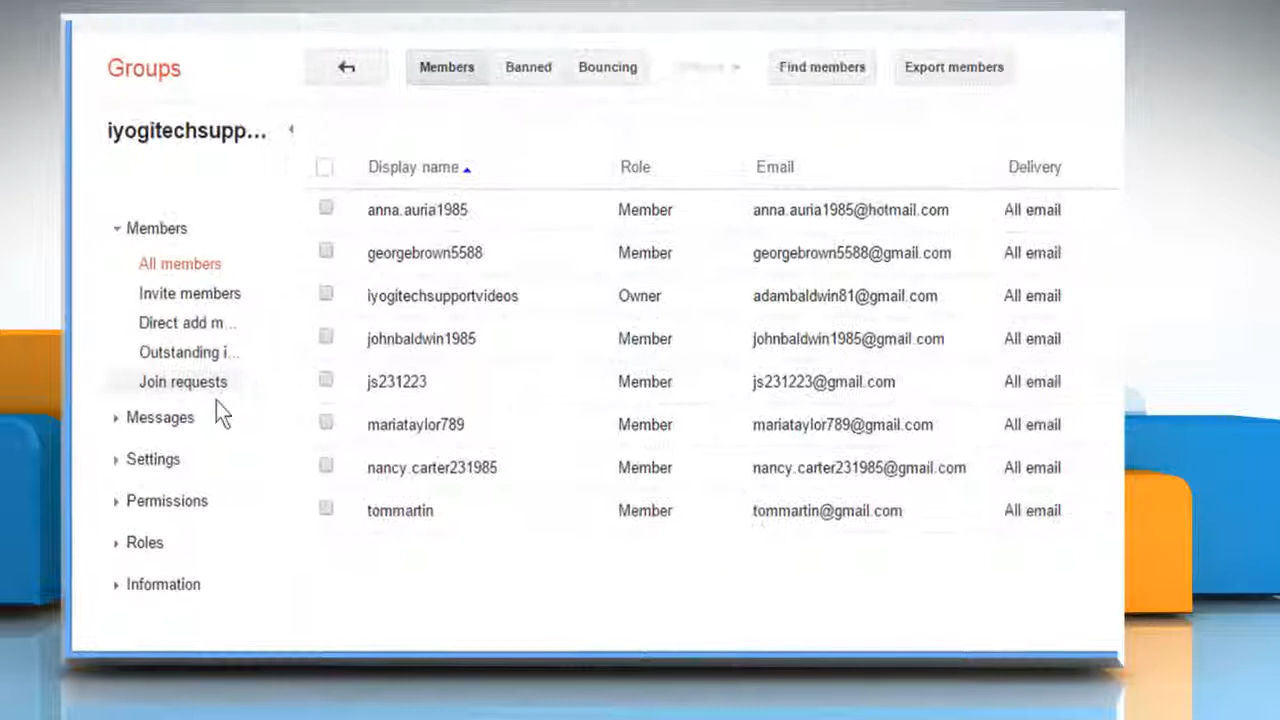 Groups
Members Banned Bouncing Find members Export members
iyogitechsupp...
Display name Role Email Delivery
anna.auria1985 Member anna.auria1985@hotmail.com All email
georgebrown5588 Member georgebrown5588@gmail.com All email
iyogitechsupportvideos Owner adambaldwin81@gmail.com All email
johnbaldwin1985 Member johnbaldwin1985@gmail.com All email
js231223 Member js231223@gmail.com All email
mariataylor789 Member mariataylor789@gmail.com All email
nancy.carter231985 Member nancy.carter231985@gmail.com All email
tommartin Member tommartin@gmail.com All email
Members
All members
Invite members
Direct add m...
Outstanding i...
Join requests
Messages
Settings
Permissions
Roles
Information